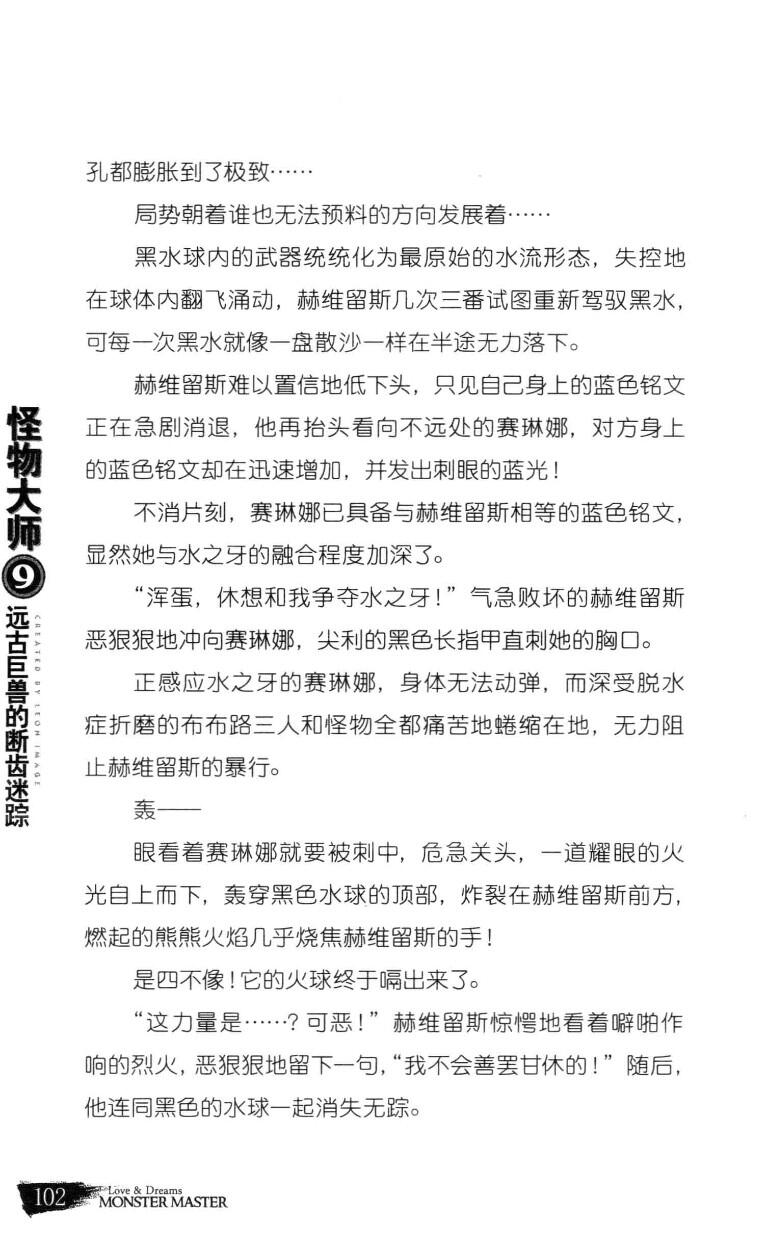 孔都膨胀到了极致……
局势朝着谁也无法预料的方向发展着……
黑水球内的武器统统化为最原始的水流形态，失控地
在球体内翻飞涌动，赫维留斯几次三番试图重新驾驭黑水，
可每一次黑水就像一盘散沙一样在半途无力落下。
赫维留斯难以置信地低下头，只见自己身上的蓝色铭文
正在急剧消退，他再抬头看向不远处的赛琳娜，对方身上
的蓝色铭文却在迅速增加，并发出刺眼的蓝光！
不消片刻，赛琳娜已具备与赫维留斯相等的蓝色铭文，
显然她与水之牙的融合程度加深了。
“浑蛋，休想和我争夺水之牙！”气急败坏的赫维留斯
恶狠狠地冲向赛琳娜，尖利的黑色长指甲直刺她的胸口。
正感应水之牙的赛琳娜，身体无法动弹，而深受脱水
症折磨的布布路三人和怪物全都痛苦地蜷缩在地，无力阻
止赫维留斯的暴行。
轰——
眼看着赛琳娜就要被刺中，危急关头，一道耀眼的火
光自上而下，轰穿黑色水球的顶部，炸裂在赫维留斯前方，
燃起的熊熊火焰几乎烧焦赫维留斯的手！
是四不像！它的火球终于嗝出来了。
“这力量是……？可恶！”赫维留斯惊愕地看着噼啪作
响的烈火，恶狠狠地留下一句，“我不会善罢甘休的！”随后，
他连同黑色的水球一起消失无踪。
怪物大师
9
远古巨兽的断齿迷踪
CREATED BY LEON IMAGE
102
Love & Dreams
MONSTER MASTER